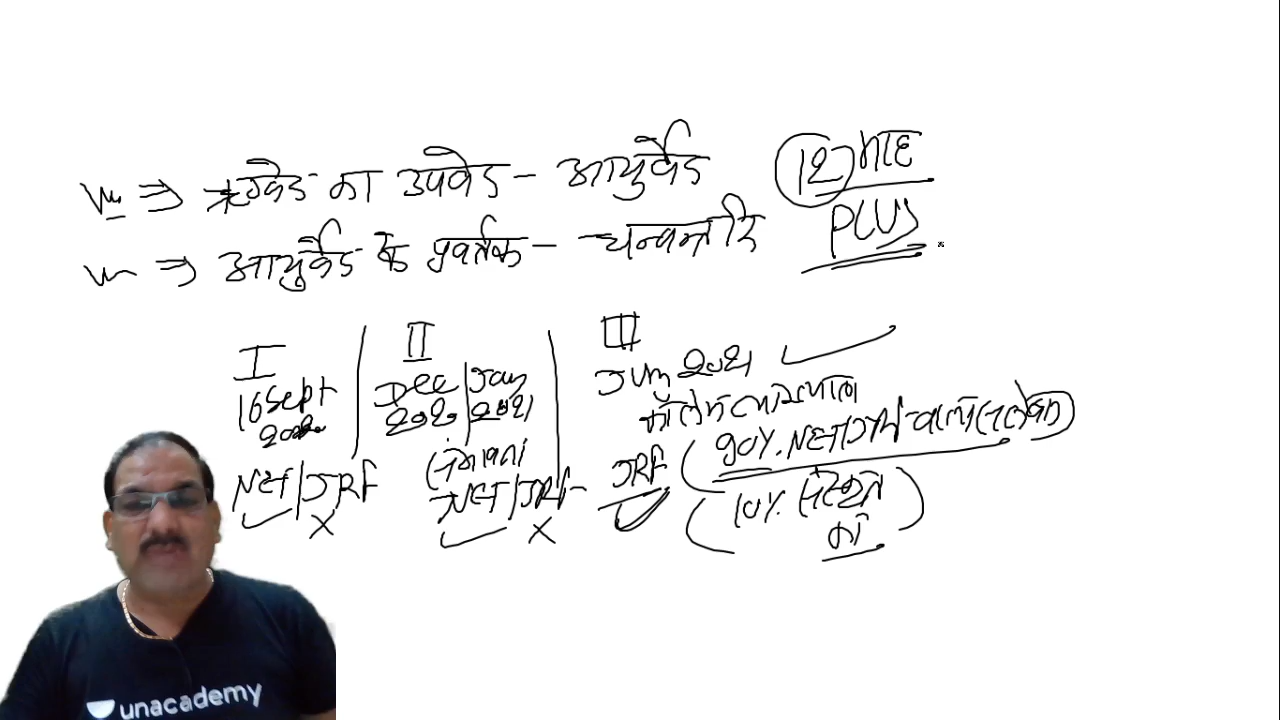 ⇒ ऋग्वेद का उपवेद - आयुर्वेद
⇒ आयुर्वेद के प्रवर्तक - धन्वन्तरि
12 माह
PLUS
I
16 Sept
2020
NET/JRF
II
Dec 2020 | Jan 2021
NET/JRF-
III
Jun 2021
JRF
90%. NET/JRF
10%. संस्कृत
unacademy